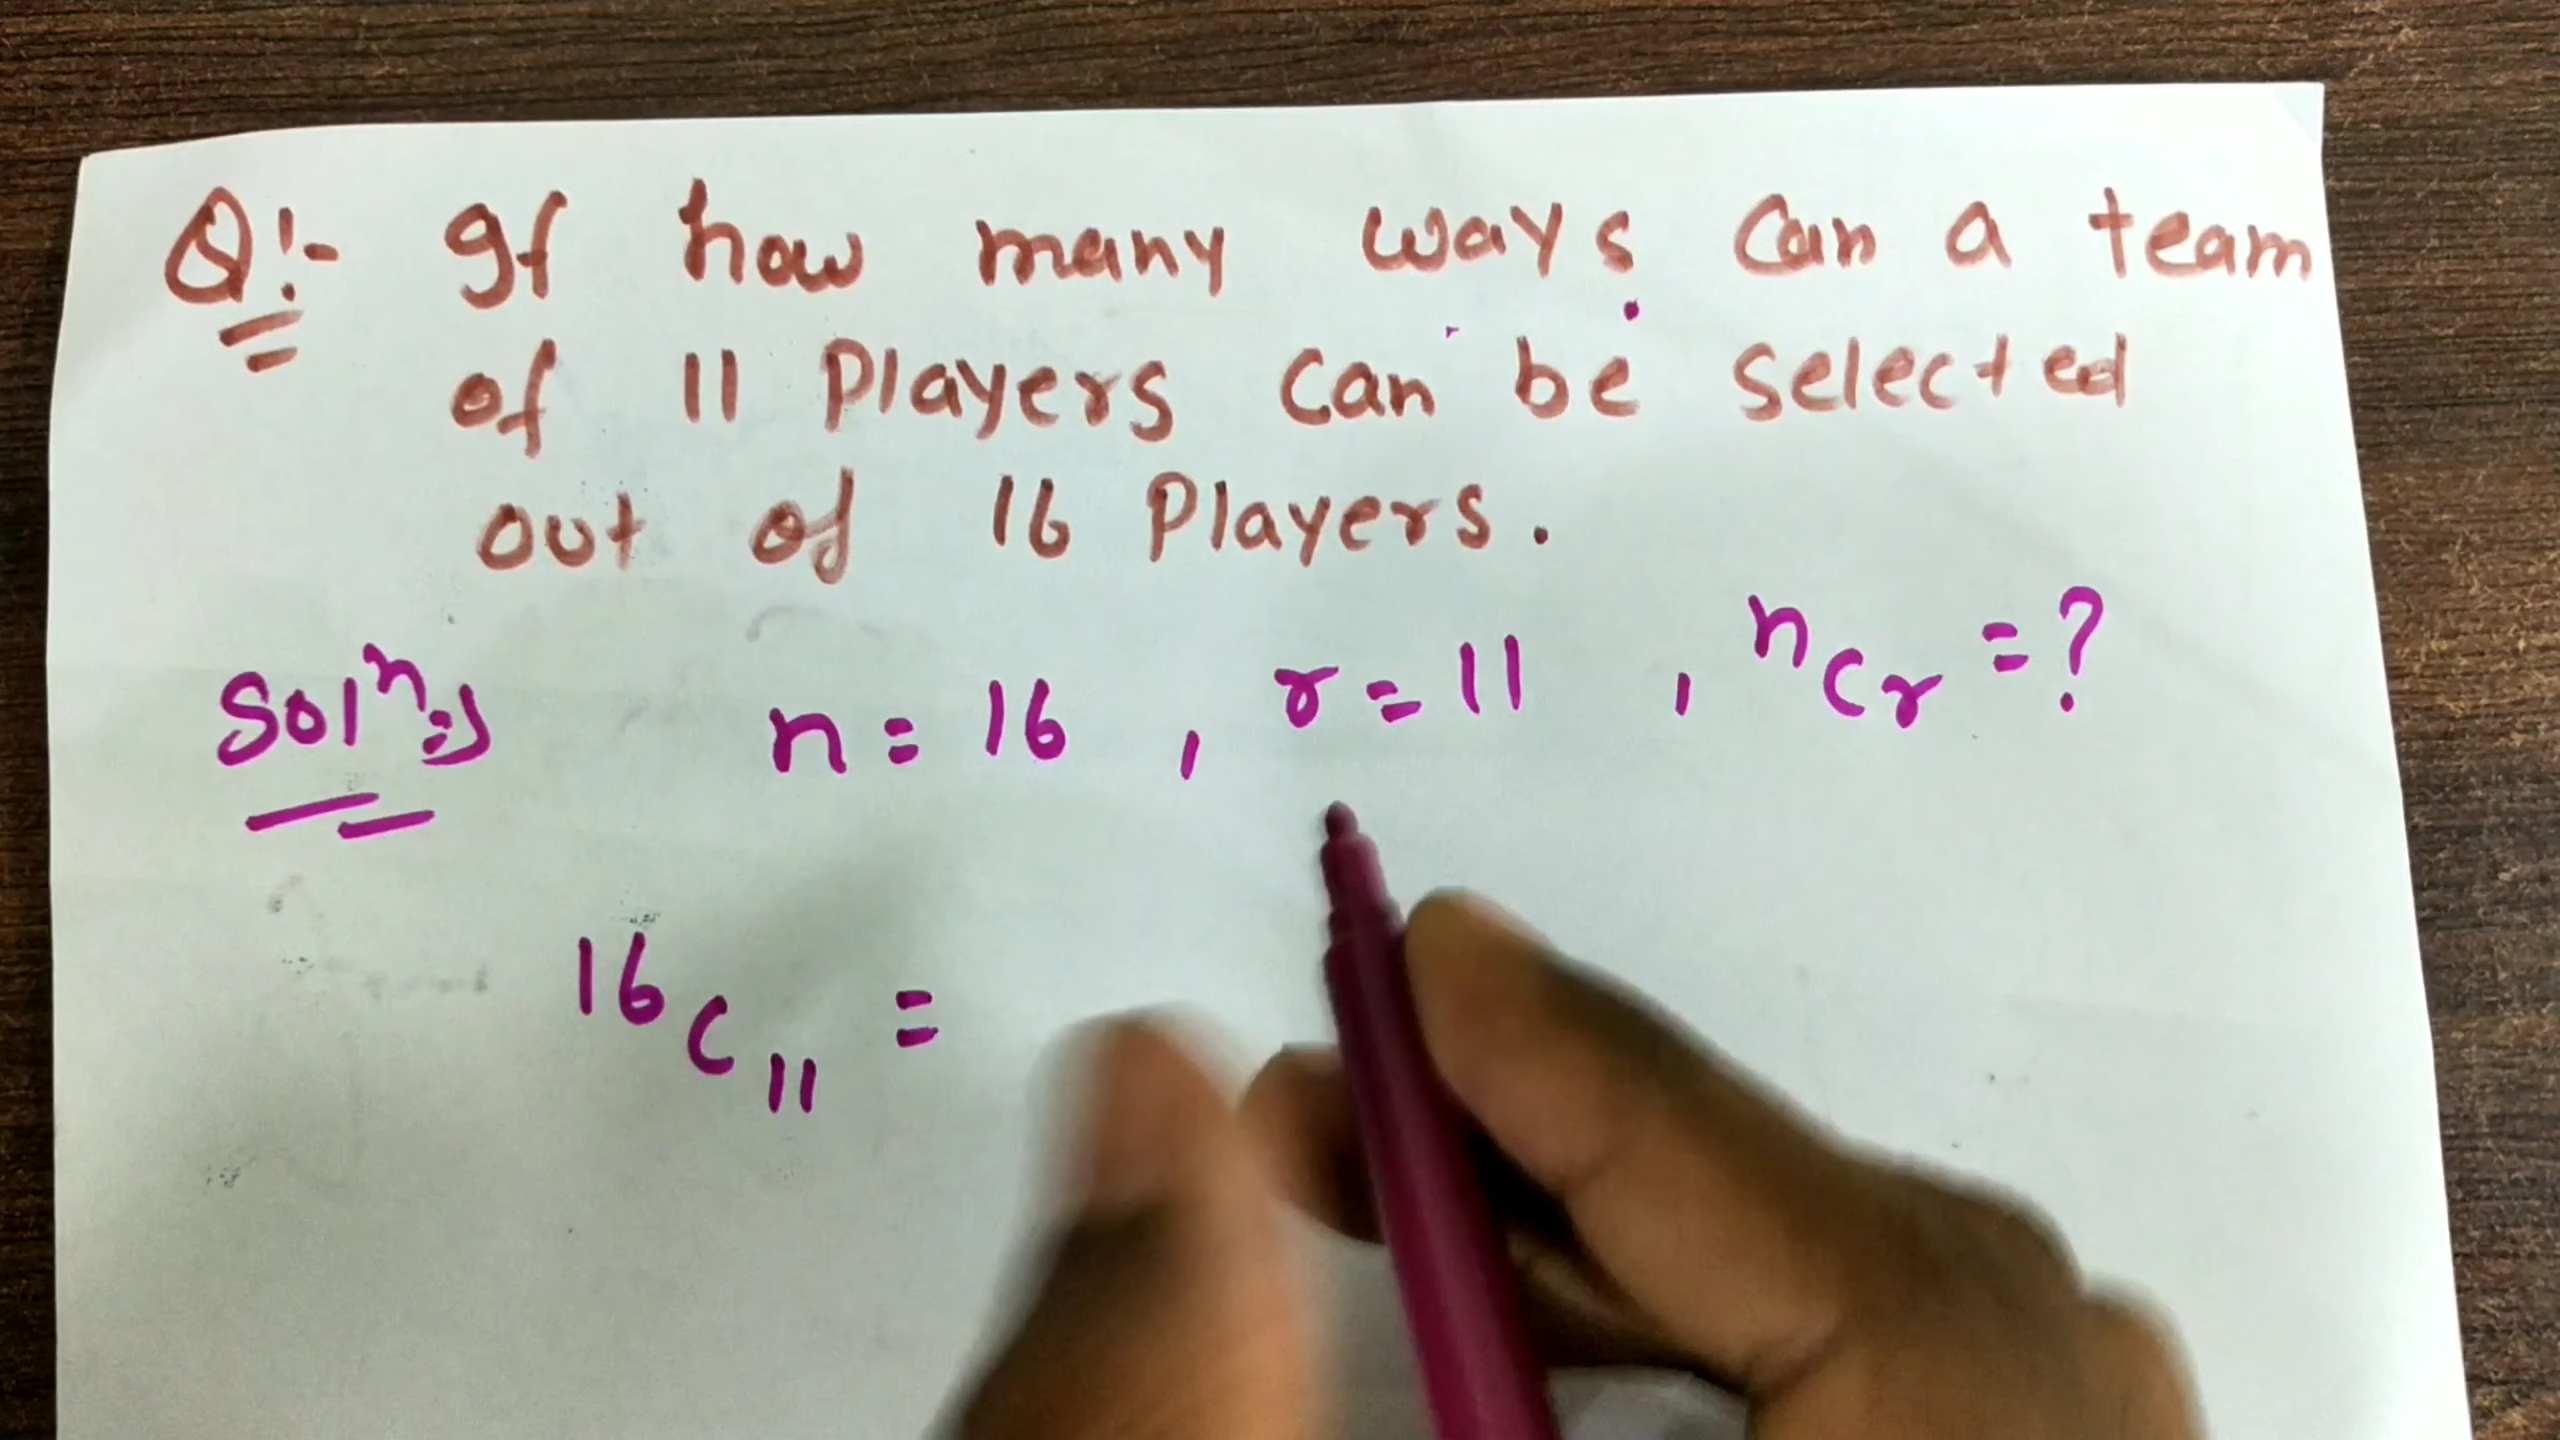 Q:- If how many ways can a team
of 11 Players can be selected
out of 16 Players.
Solⁿ:⇒ n = 16 , r = 11 , ⁿCᵣ = ?
¹⁶C₁₁ =